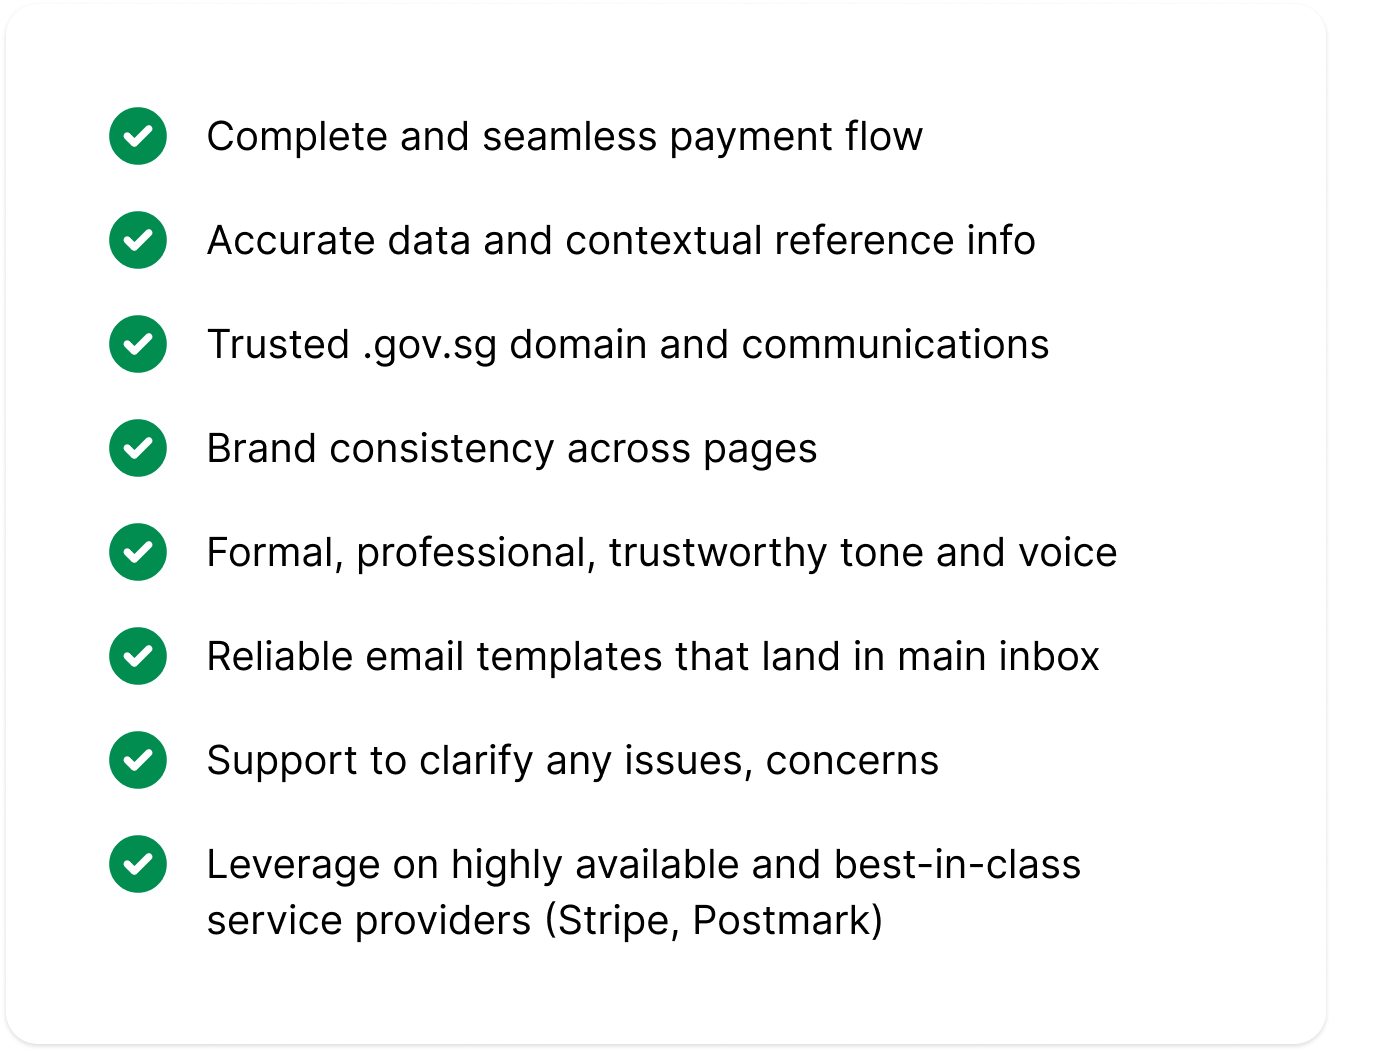 Complete and seamless payment flow
Accurate data and contextual reference info
Trusted .gov.sg domain and communications
Brand consistency across pages
Formal, professional, trustworthy tone and voice
Reliable email templates that land in main inbox
Support to clarify any issues, concerns
Leverage on highly available and best-in-class
service providers (Stripe, Postmark)